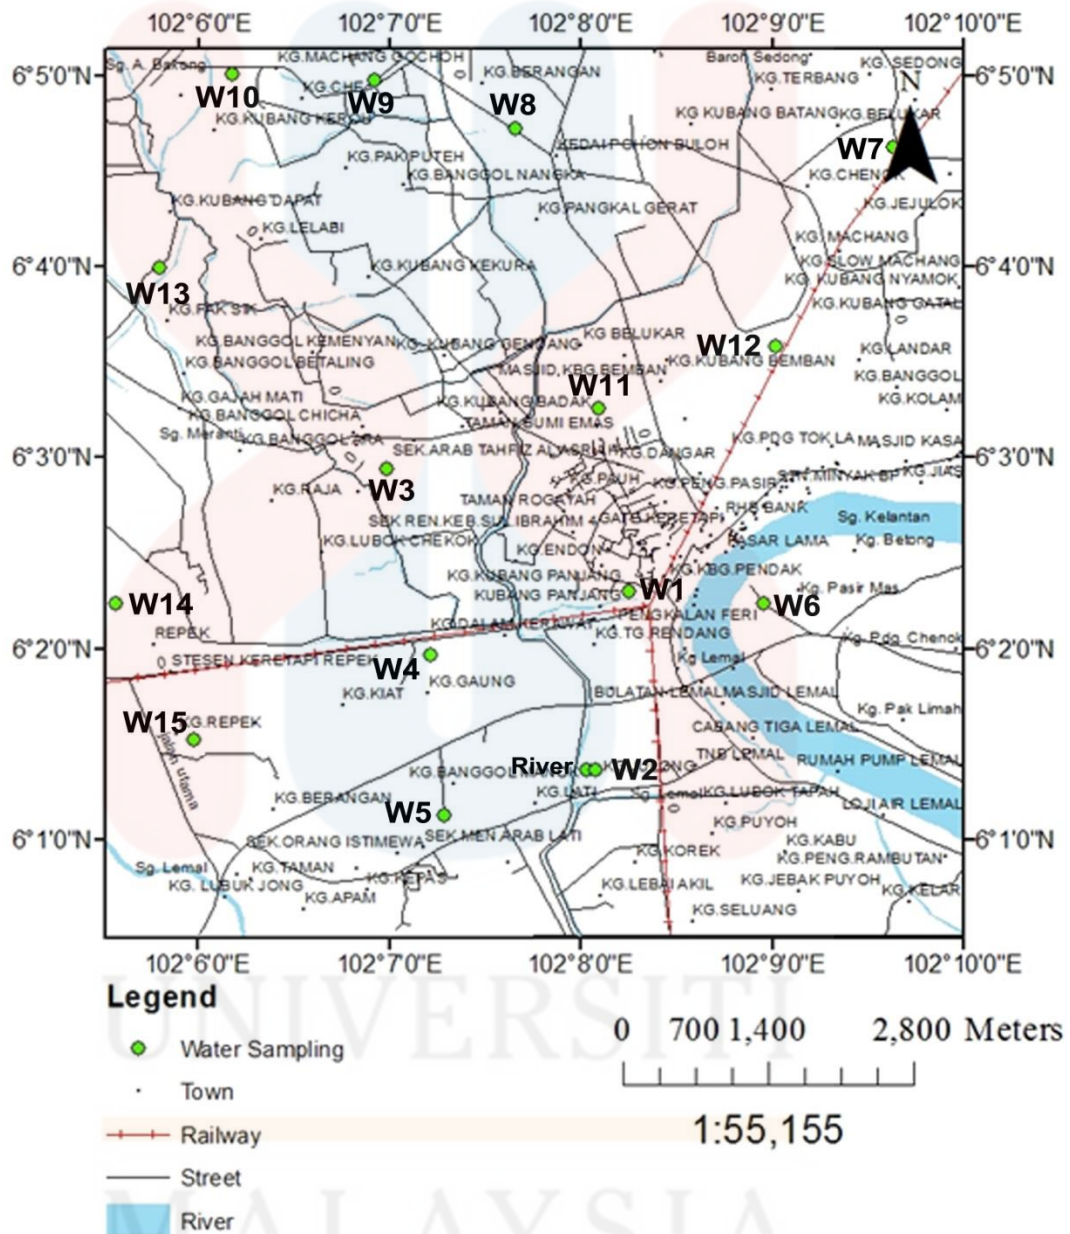 102°6'0"E 102°7'0"E 102°8'0"E 102°9'0"E 102°10'0"E
KG.MACHANG GOCHOH
Sg. A. Bakong
Baroh Sedong
KG.SEDONG
6°5'0"N 6°5'0"N
KG.BERANGAN
KG.TERBANG
N
W10
W9
W8
KG.KUBANG KEROH
KG.KUBANG BATANG
KG.BELUKAR
KEDAI POHON BULOH
W7
KG.PAK PUTEH
KG.BANGGOL NANGKA
KG.CHENOK
KG.KUBANG DAPAT
KG.PANGKAL GERAT
KG.JEJULOK
KG.LELABI
KG.MACHANG
6°4'0"N 6°4'0"N
KG.KUBANG KEKURA
KG.SLOW MACHANG
KG. KUBANG NYAMOK
W13
KG.PAK SIK
KG.KUBANG GATAL
KG.BELUKAR
KG.BANGGOL KEMENYAN
KG. KUBANG GENDANG
W12
KG.LANDAR
KG.BANGGOL BETALING
MASJID.KBG.BEMBAN
KG.KUBANG BEMBAN
KG.BANGGOL
W11
KG.GAJAH MATI
KG.KUBANG BADAK
KG.KOLAM
KG.BANGGOL CHICHA
TAMAN BUMI EMAS
Sg. Meranti
KG.PDG TOK LA
MASJID KASA
SEK.ARAB TAHFIZ
KG.DANGAR
6°3'0"N 6°3'0"N
W3
KG.PAUH
KG.PENG.PASIR
KG.JIAS
KG.RAJA
TAMAN ROGAYAH
RHB BANK
Sg. Kelantan
GATE KERETAPI
KG.LUBOK CHEKOK
KG.ENDON
PASAR LAMA
Kg. Betong
KG.KUBANG PANJANG
KG.KBG.PENDAK
KUBANG PANJANG
W1
Kg. Pasir Mas
W14
W6
PENGKALAN FERI
REPEK
KG.TG.RENDANG
Kg. Pdg. Chenok
6°2'0"N 6°2'0"N
STESEN KERETAPI REPEK
W4
Kg Lemal
KG.GAUNG
KG.KIAT
BULATAN LEMAL
MASJID LEMAL
Kg. Pak Limah
W15
KG.REPEK
CABANG TIGA LEMAL
jalan utama
TNB LEMAL
RUMAH PUMP LEMAL
River
W2
KG.BERANGAN
KG.LATI
Sg. Lemal
KG.LUBOK TAPAH
LOJI AIR LEMAL
W5
KG.PUYOH
6°1'0"N 6°1'0"N
SEK.ORANG ISTIMEWA
SEK.MEN ARAB LATI
KG.KABU
KG.KOREK
KG.PENG.RAMBUTAN
Sg. Lemal
KG.TAMAN
KG. LUBUK JONG
KG.KEPAS
KG.LEBAI AKIL
KG.JEBAK PUYOH
KG.KELAR
KG.APAM
KG.SELUANG
102°6'0"E 102°7'0"E 102°8'0"E 102°9'0"E 102°10'0"E
UNIVERSITI
Legend
0 700 1,400 2,800 Meters
Water Sampling
Town
1:55,155
Railway
Street
River
MALAYSIA